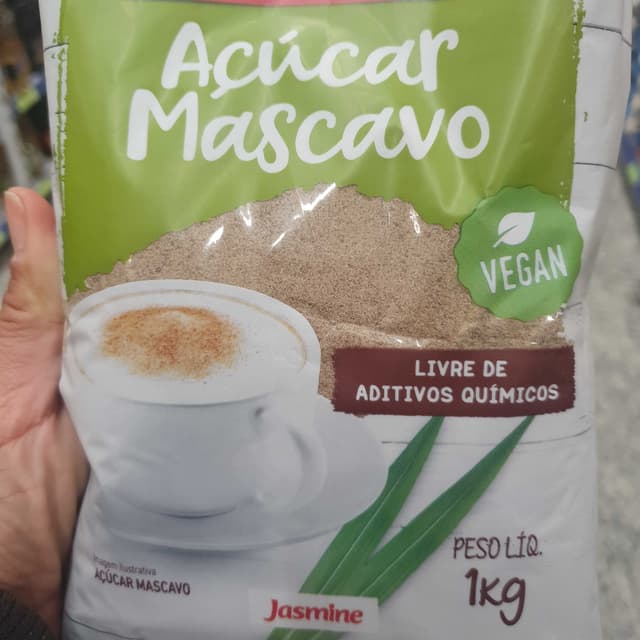 Açúcar
Mascavo
VEGAN
LIVRE DE
ADITIVOS QUÍMICOS
Imagem Ilustrativa
AÇÚCAR MASCAVO
PESO LÍQ.
1kg
Jasmine